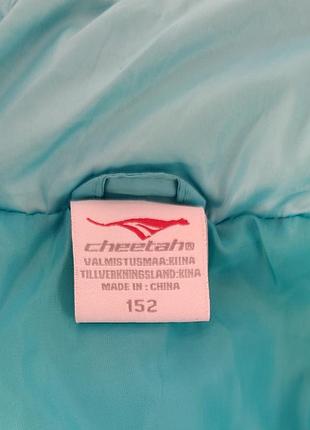 cheetah®
VALMISTUSMAA:KIINA
TILLVERKNINGSLAND:KINA
MADE IN : CHINA
152